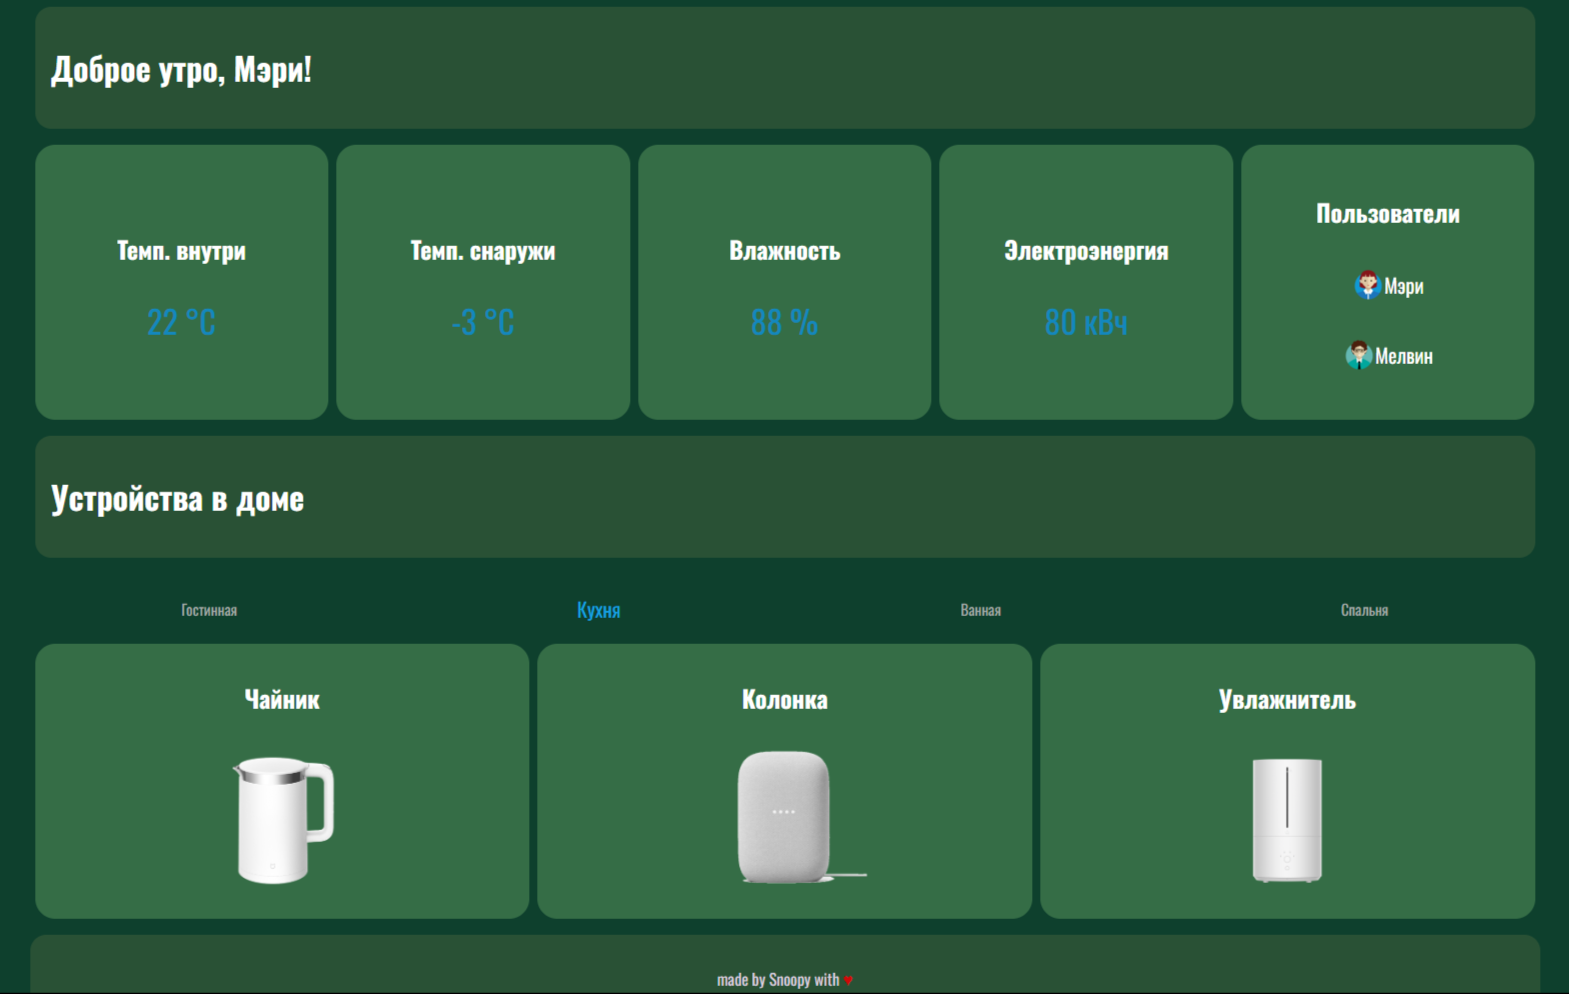 Доброе утро, Мэри!
Темп. внутри
22 °C
Темп. снаружи
-3 °C
Влажность
88 %
Электроэнергия
80 кВч
Пользователи
Мэри
Мелвин
Устройства в доме
Гостинная
Кухня
Ванная
Спальня
Чайник
Колонка
Увлажнитель
made by Snoopy with ♥